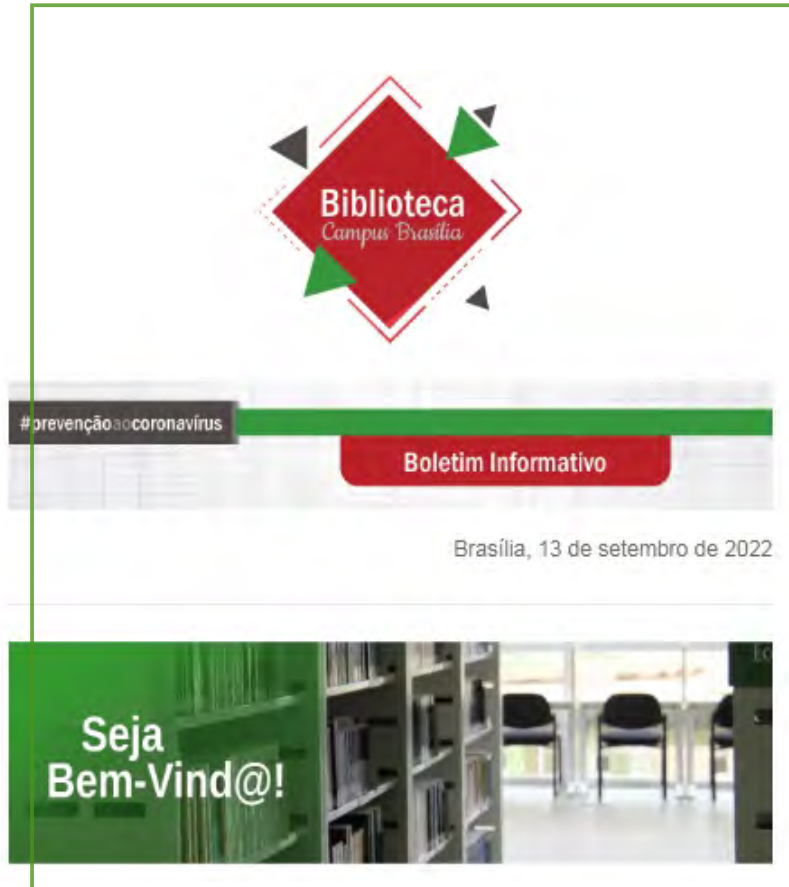 Biblioteca
Campus Brasília
#prevençãoaocoronavírus
Boletim Informativo
Brasília, 13 de setembro de 2022
Seja
Bem-Vind@!